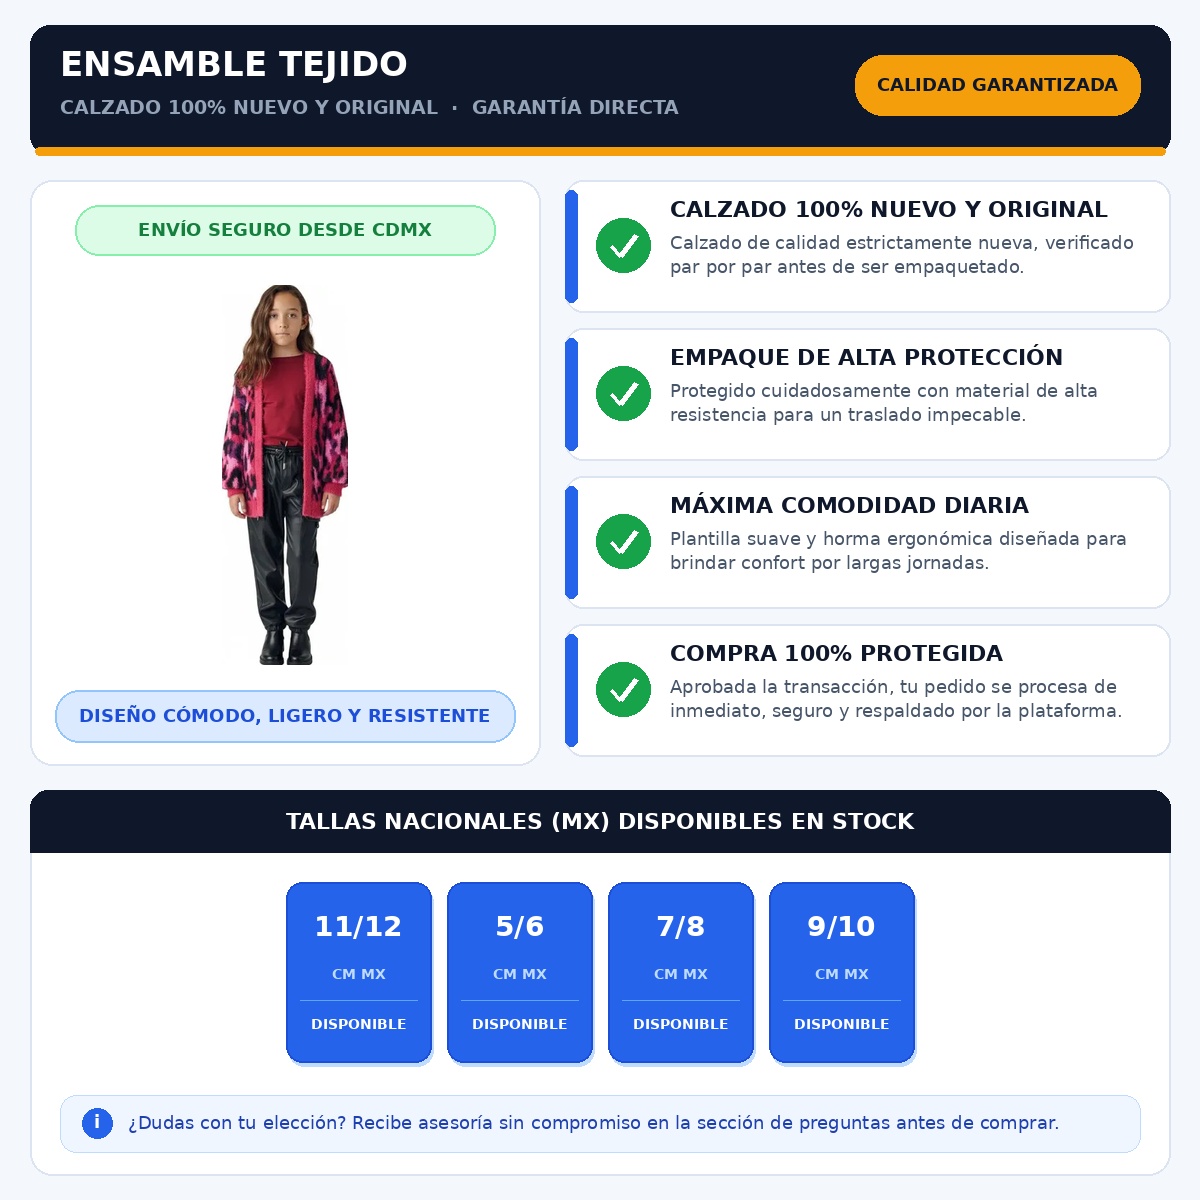 ENSAMBLE TEJIDO
CALZADO 100% NUEVO Y ORIGINAL · GARANTÍA DIRECTA
CALIDAD GARANTIZADA
ENVÍO SEGURO DESDE CDMX
DISEÑO CÓMODO, LIGERO Y RESISTENTE
CALZADO 100% NUEVO Y ORIGINAL
Calzado de calidad estrictamente nueva, verificado
par por par antes de ser empaquetado.
EMPAQUE DE ALTA PROTECCIÓN
Protegido cuidadosamente con material de alta
resistencia para un traslado impecable.
MÁXIMA COMODIDAD DIARIA
Plantilla suave y horma ergonómica diseñada para
brindar confort por largas jornadas.
COMPRA 100% PROTEGIDA
Aprobada la transacción, tu pedido se procesa de
inmediato, seguro y respaldado por la plataforma.
TALLAS NACIONALES (MX) DISPONIBLES EN STOCK
11/12
CM MX
DISPONIBLE
5/6
CM MX
DISPONIBLE
7/8
CM MX
DISPONIBLE
9/10
CM MX
DISPONIBLE
i
¿Dudas con tu elección? Recibe asesoría sin compromiso en la sección de preguntas antes de comprar.